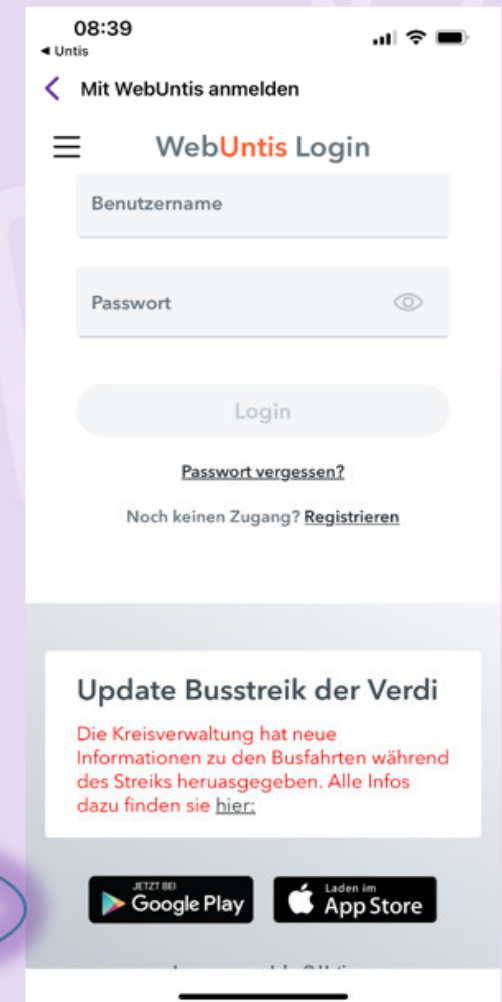 08:39
◄ Untis
Mit WebUntis anmelden
WebUntis Login
Benutzername
Passwort
Login
Passwort vergessen?
Noch keinen Zugang? Registrieren
Update Busstreik der Verdi
Die Kreisverwaltung hat neue
Informationen zu den Busfahrten während
des Streiks heruasgegeben. Alle Infos
dazu finden sie hier:
JETZT BEI
Google Play
Laden im
App Store